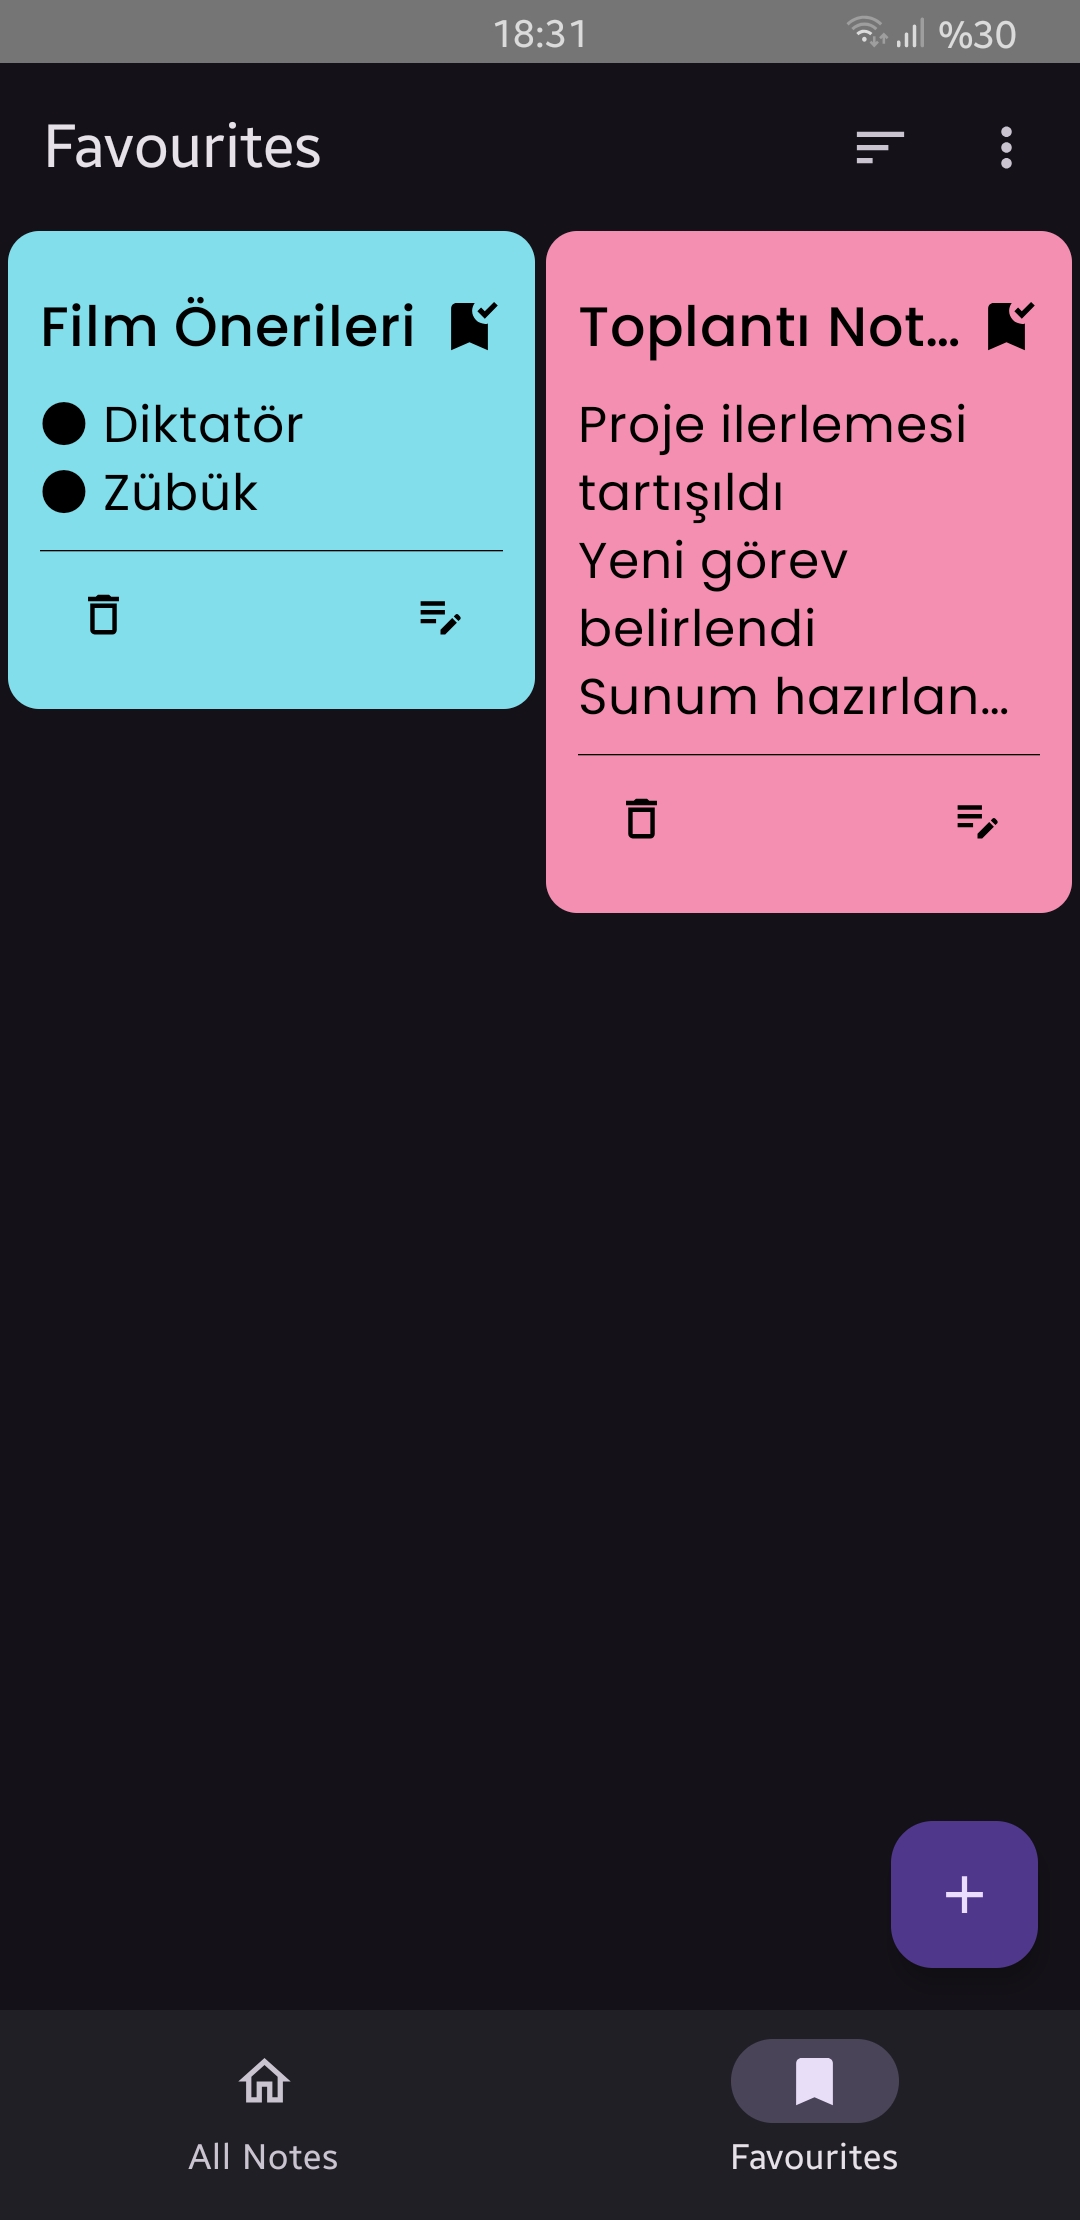 18:31
%30
Favourites
Film Önerileri
● Diktatör
● Zübük
Toplantı Not...
Proje ilerlemesi
tartışıldı
Yeni görev
belirlendi
Sunum hazırlan...
All Notes
Favourites